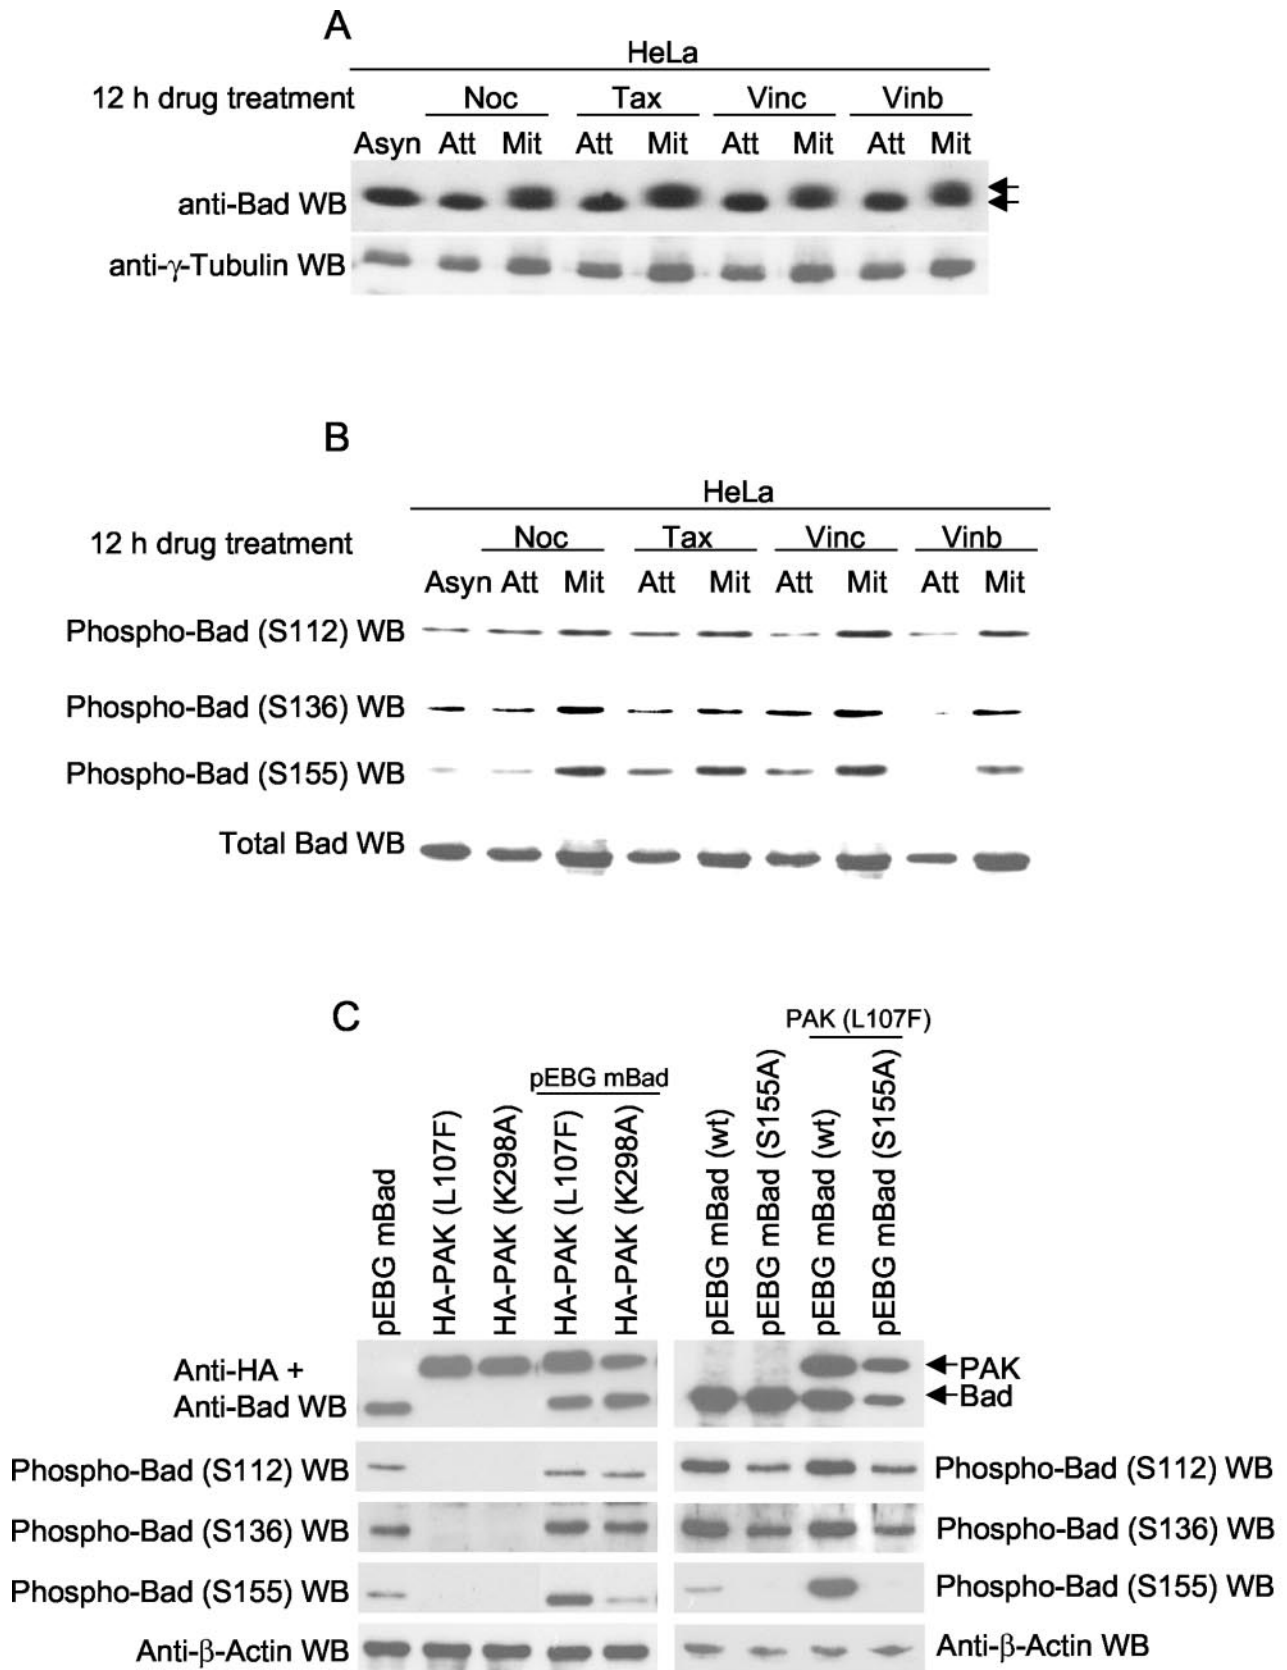 A
HeLa
12 h drug treatment Noc Tax Vinc Vinb
Asyn Att Mit Att Mit Att Mit Att Mit
anti-Bad WB
anti-γ-Tubulin WB
B
HeLa
12 h drug treatment Noc Tax Vinc Vinb
Asyn Att Mit Att Mit Att Mit Att Mit
Phospho-Bad (S112) WB
Phospho-Bad (S136) WB
Phospho-Bad (S155) WB
Total Bad WB
C
PAK (L107F)
pEBG mBad
pEBG mBad
HA-PAK (L107F)
HA-PAK (K298A)
HA-PAK (L107F)
HA-PAK (K298A)
pEBG mBad (wt)
pEBG mBad (S155A)
pEBG mBad (wt)
pEBG mBad (S155A)
Anti-HA + PAK
Anti-Bad WB Bad
Phospho-Bad (S112) WB Phospho-Bad (S112) WB
Phospho-Bad (S136) WB Phospho-Bad (S136) WB
Phospho-Bad (S155) WB Phospho-Bad (S155) WB
Anti-β-Actin WB Anti-β-Actin WB